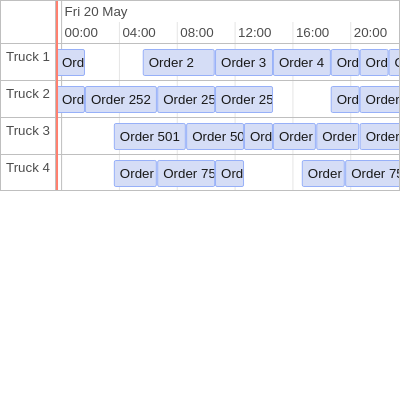 Fri 20 May
00:00 04:00 08:00 12:00 16:00 20:00
Truck 1 Ord Order 2 Order 3 Order 4 Ord Ord
Truck 2 Ord Order 252 Order 25 Order 25 Ord Order
Truck 3 Order 501 Order 50 Ord Order Order Order
Truck 4 Order Order 75 Ord Order Order 75